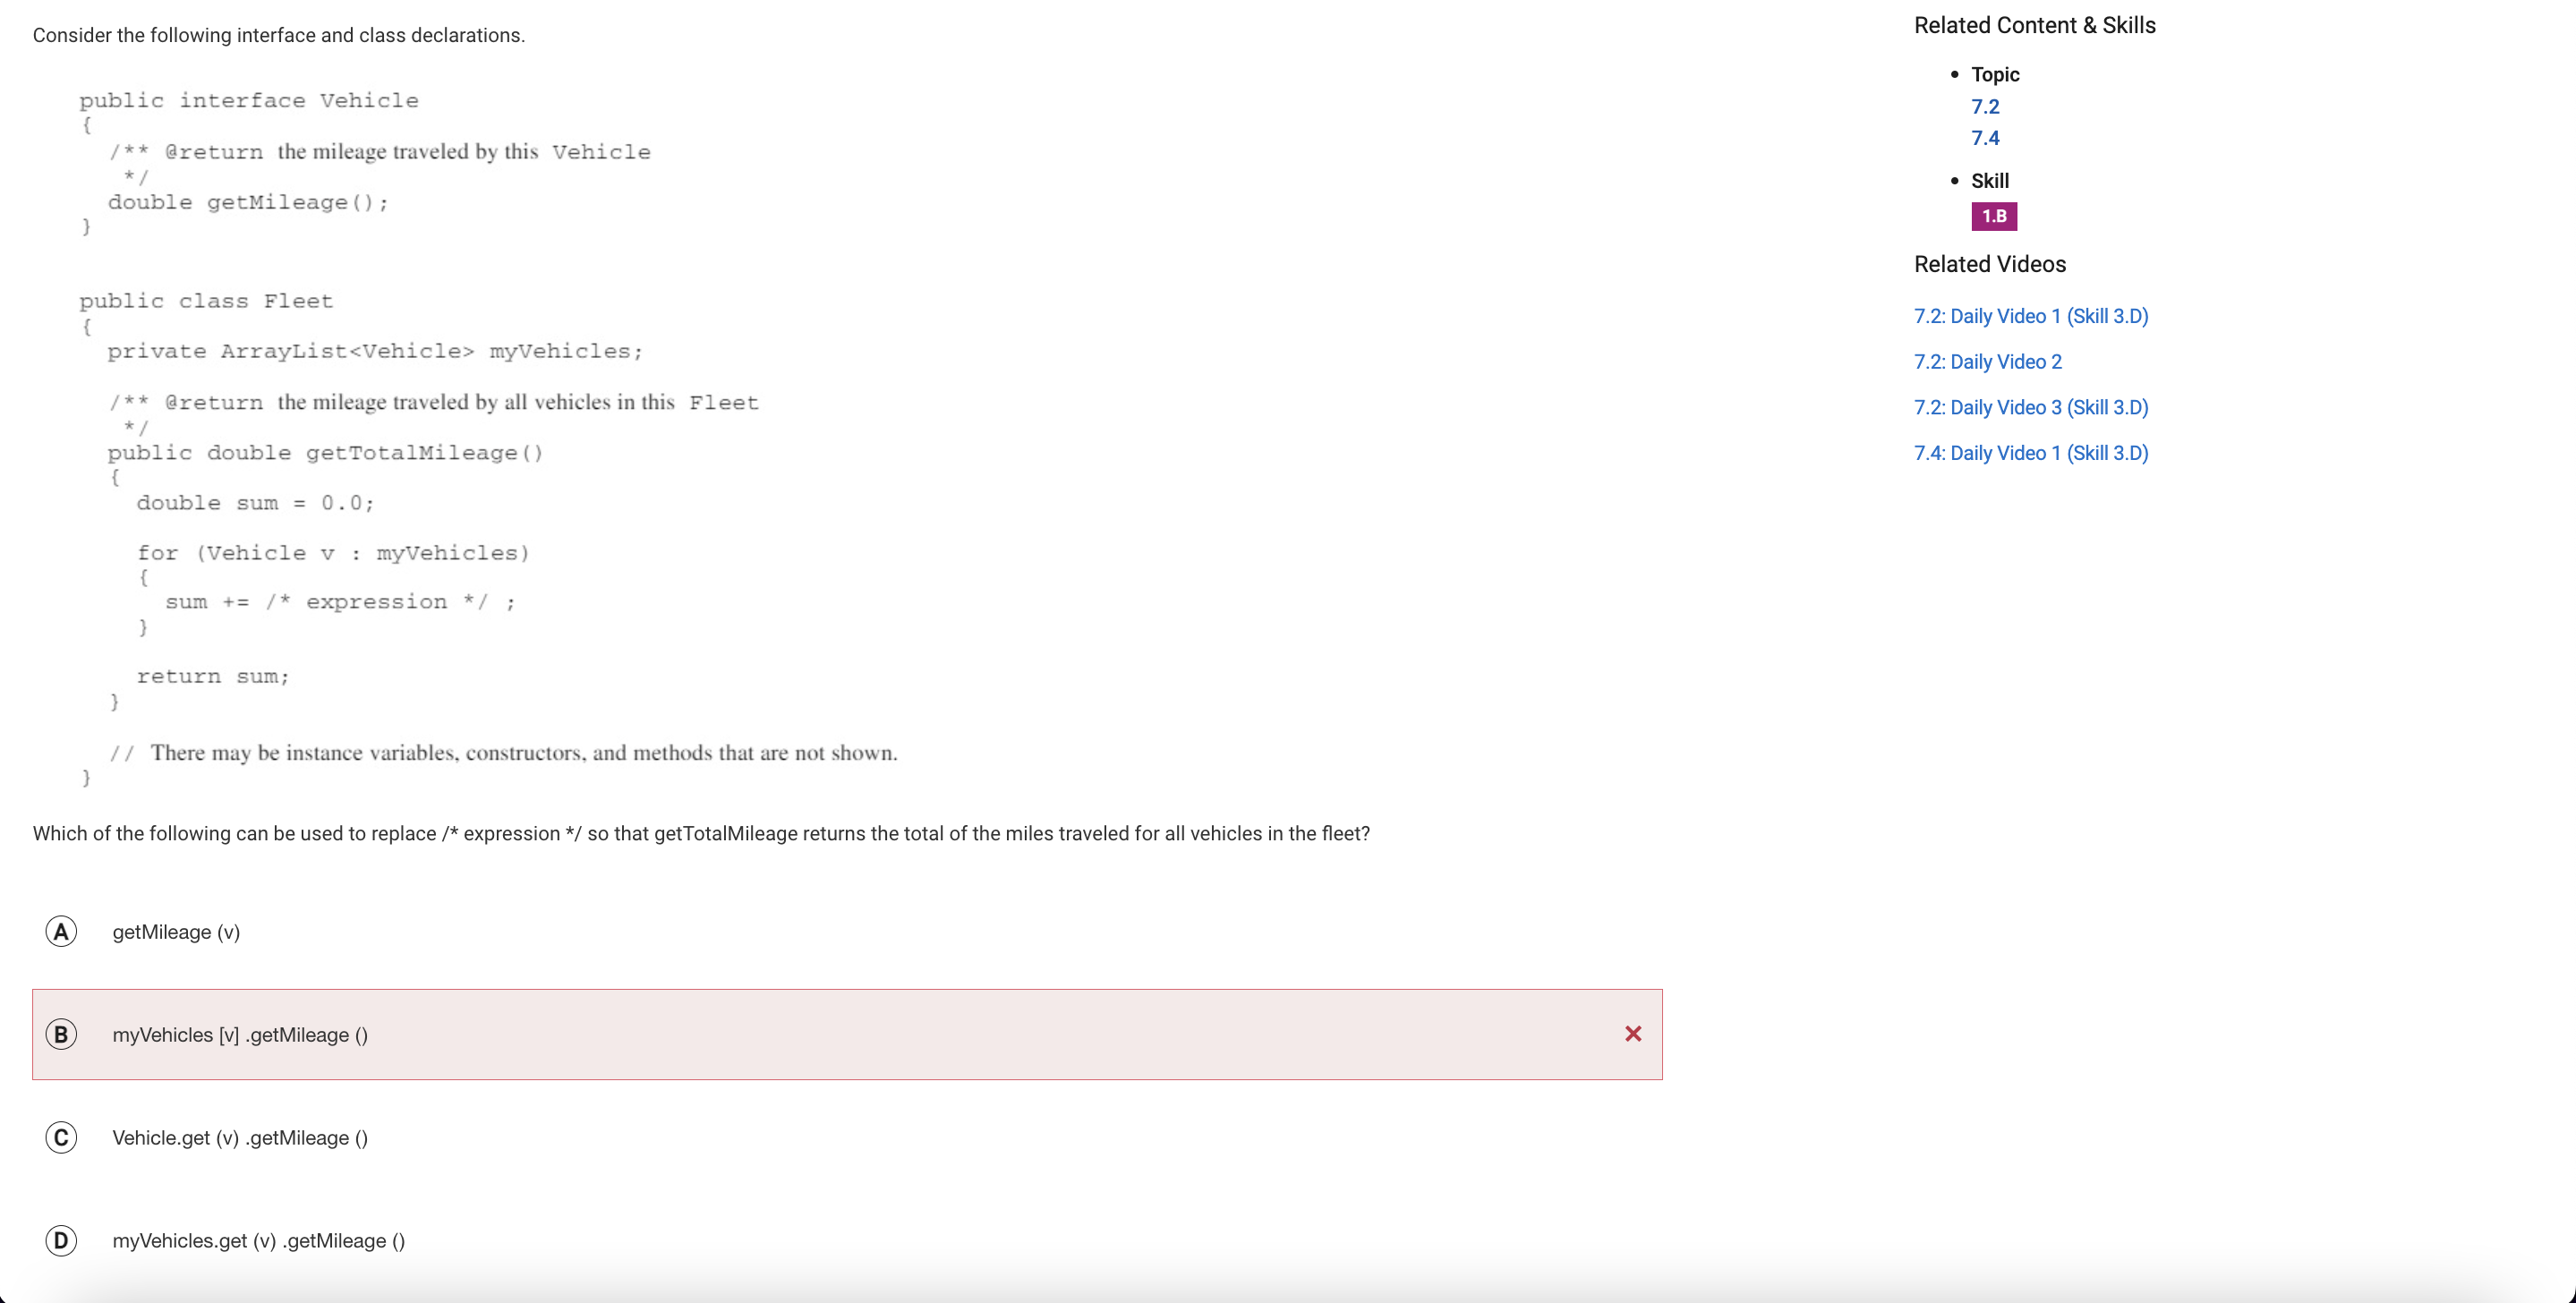 Consider the following interface and class declarations.
public interface Vehicle
{
/** @return the mileage traveled by this Vehicle
*/
double getMileage();
}
public class Fleet
{
private ArrayList<Vehicle> myVehicles;
/** @return the mileage traveled by all vehicles in this Fleet
*/
public double getTotalMileage()
{
double sum = 0.0;
for (Vehicle v : myVehicles)
{
sum += /* expression */ ;
}
return sum;
}
// There may be instance variables, constructors, and methods that are not shown.
}
Which of the following can be used to replace /* expression */ so that getTotalMileage returns the total of the miles traveled for all vehicles in the fleet?
A getMileage (v)
B myVehicles [v] .getMileage ()
C Vehicle.get (v) .getMileage ()
D myVehicles.get (v) .getMileage ()
Related Content & Skills
• Topic
7.2
7.4
• Skill
1.B
Related Videos
7.2: Daily Video 1 (Skill 3.D)
7.2: Daily Video 2
7.2: Daily Video 3 (Skill 3.D)
7.4: Daily Video 1 (Skill 3.D)